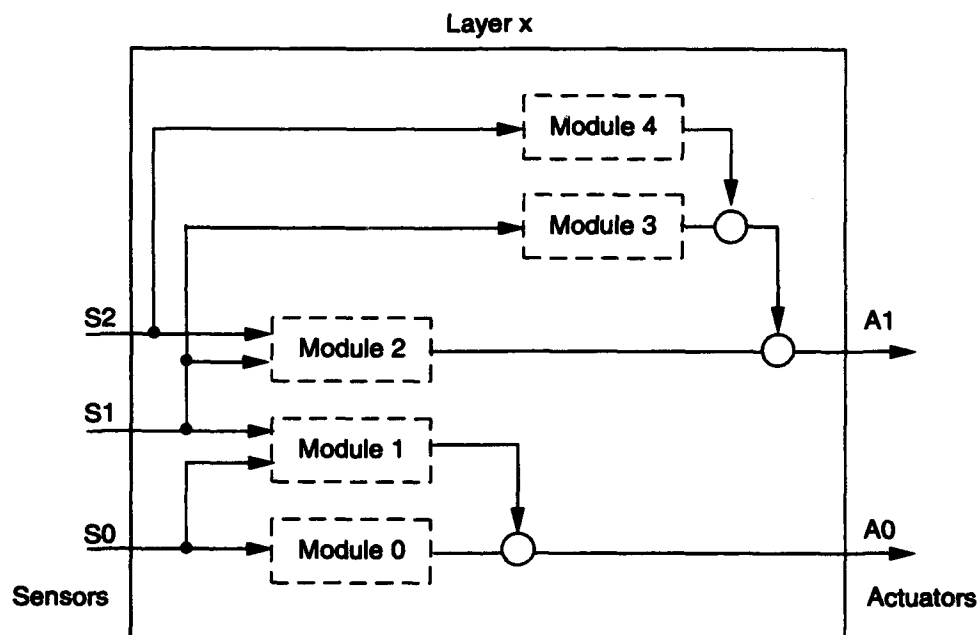 Layer x
Module 4
Module 3
S2
A1
Module 2
S1
Module 1
S0
A0
Module 0
Sensors
Actuators